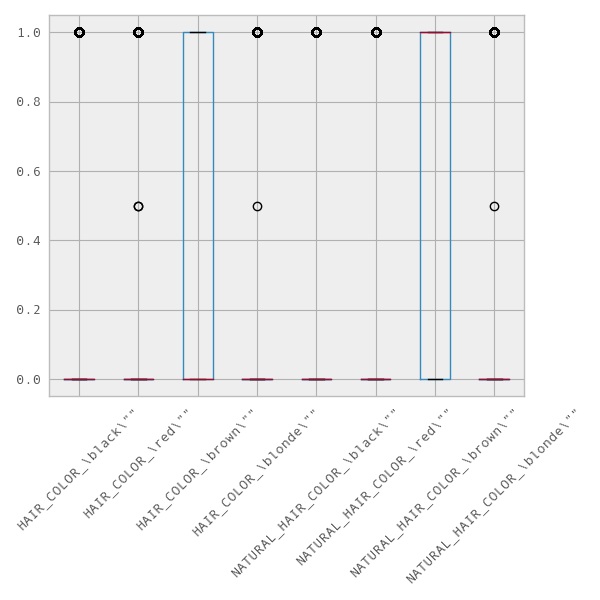 1.0
0.8
0.6
0.4
0.2
0.0
HAIR_COLOR_\black\""
HAIR_COLOR_\red\""
HAIR_COLOR_\brown\""
HAIR_COLOR_\blonde\""
NATURAL_HAIR_COLOR_\black\""
NATURAL_HAIR_COLOR_\red\""
NATURAL_HAIR_COLOR_\brown\""
NATURAL_HAIR_COLOR_\blonde\""